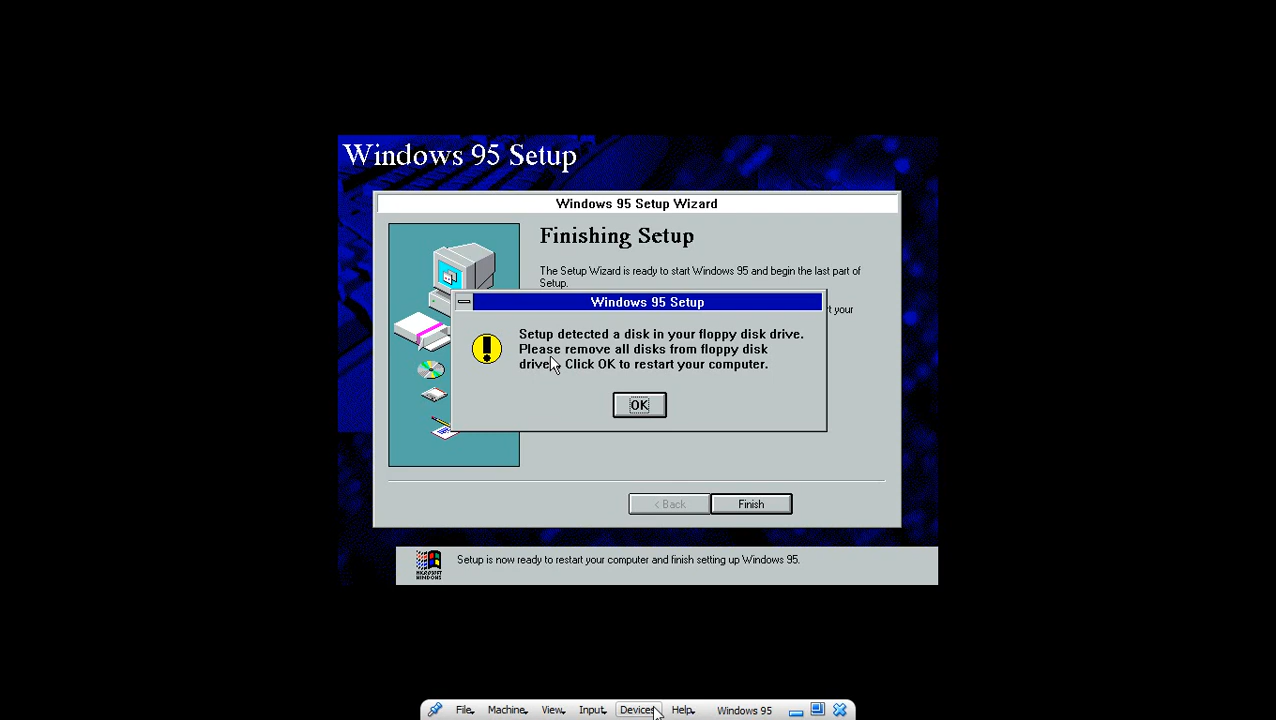 Windows 95 Setup
Windows 95 Setup Wizard
Finishing Setup
The Setup Wizard is ready to start Windows 95 and begin the last part of
Setup.
t your
Windows 95 Setup
Setup detected a disk in your floppy disk drive.
Please remove all disks from floppy disk
drive. Click OK to restart your computer.
OK
< Back
Finish
MICROSOFT
WINDOWS
Setup is now ready to restart your computer and finish setting up Windows 95.
File
Machine
View
Input
Devices
Help
Windows 95